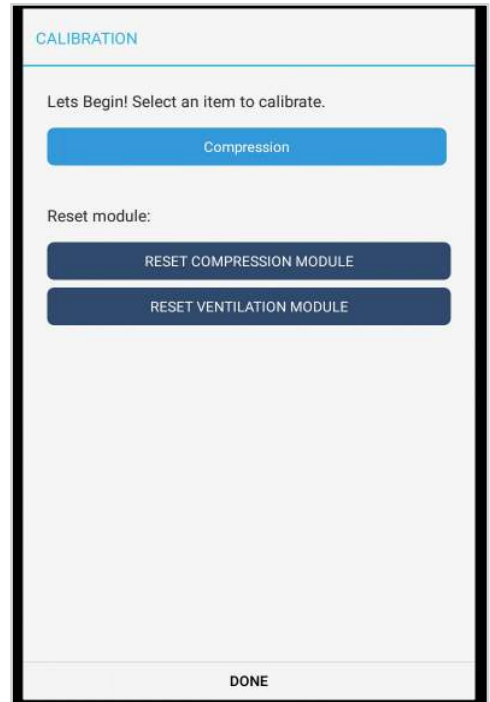 CALIBRATION
Lets Begin! Select an item to calibrate.
Compression
Reset module:
RESET COMPRESSION MODULE
RESET VENTILATION MODULE
DONE